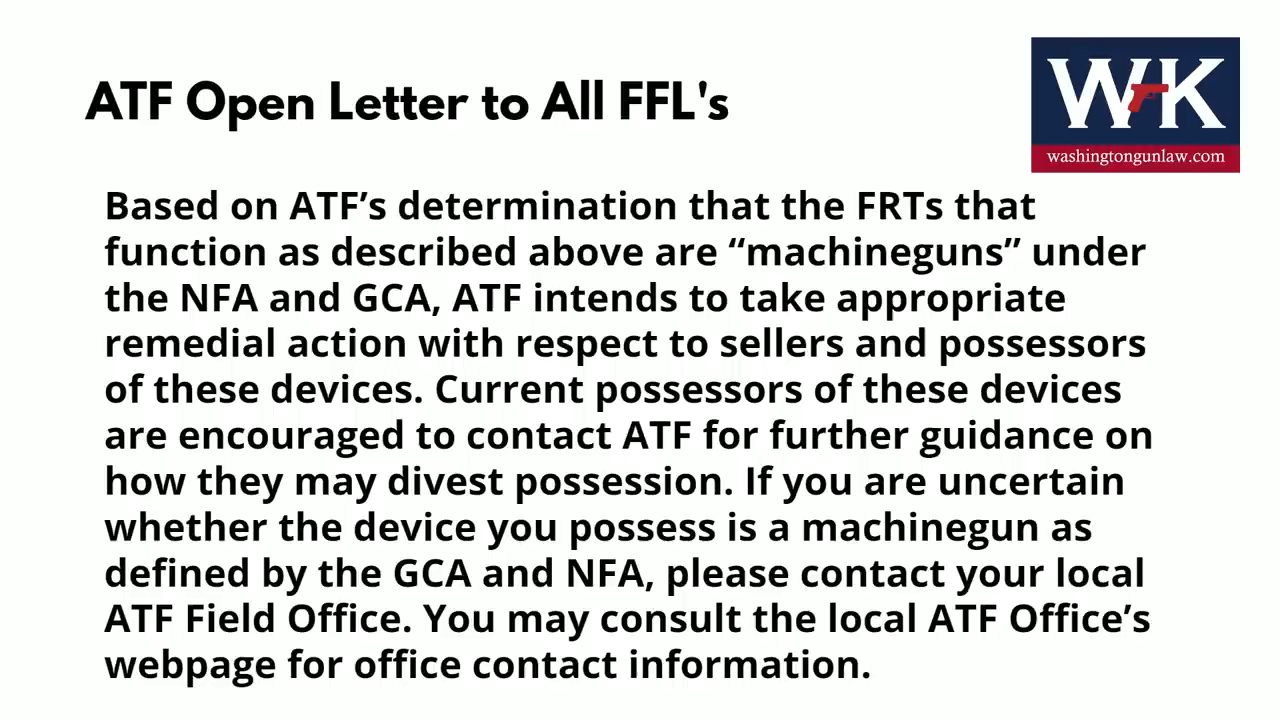 ATF Open Letter to All FFL's
WK
washingtongunlaw.com
Based on ATF’s determination that the FRTs that
function as described above are “machineguns” under
the NFA and GCA, ATF intends to take appropriate
remedial action with respect to sellers and possessors
of these devices. Current possessors of these devices
are encouraged to contact ATF for further guidance on
how they may divest possession. If you are uncertain
whether the device you possess is a machinegun as
defined by the GCA and NFA, please contact your local
ATF Field Office. You may consult the local ATF Office’s
webpage for office contact information.